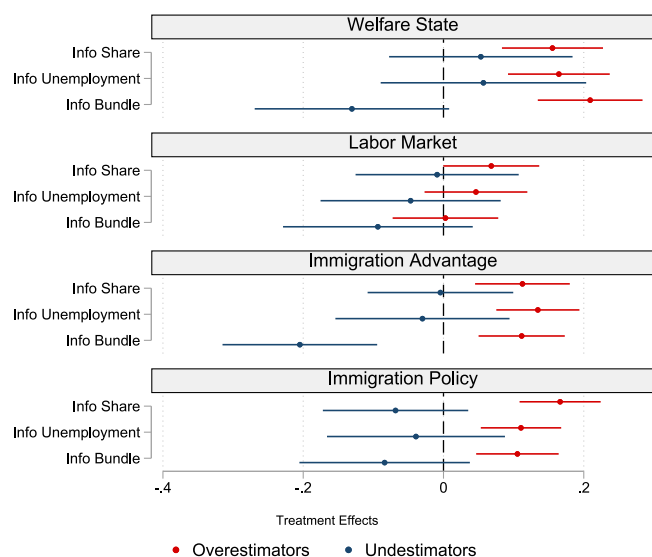 Welfare State
Info Share
Info Unemployment
Info Bundle
Labor Market
Info Share
Info Unemployment
Info Bundle
Immigration Advantage
Info Share
Info Unemployment
Info Bundle
Immigration Policy
Info Share
Info Unemployment
Info Bundle
-.4 -.2 0 .2
Treatment Effects
Overestimators Undestimators